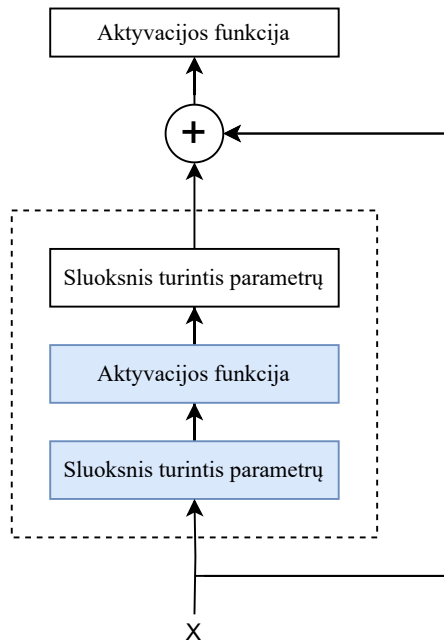 Aktyvacijos funkcija
+
Sluoksnis turintis parametrų
Aktyvacijos funkcija
Sluoksnis turintis parametrų
X